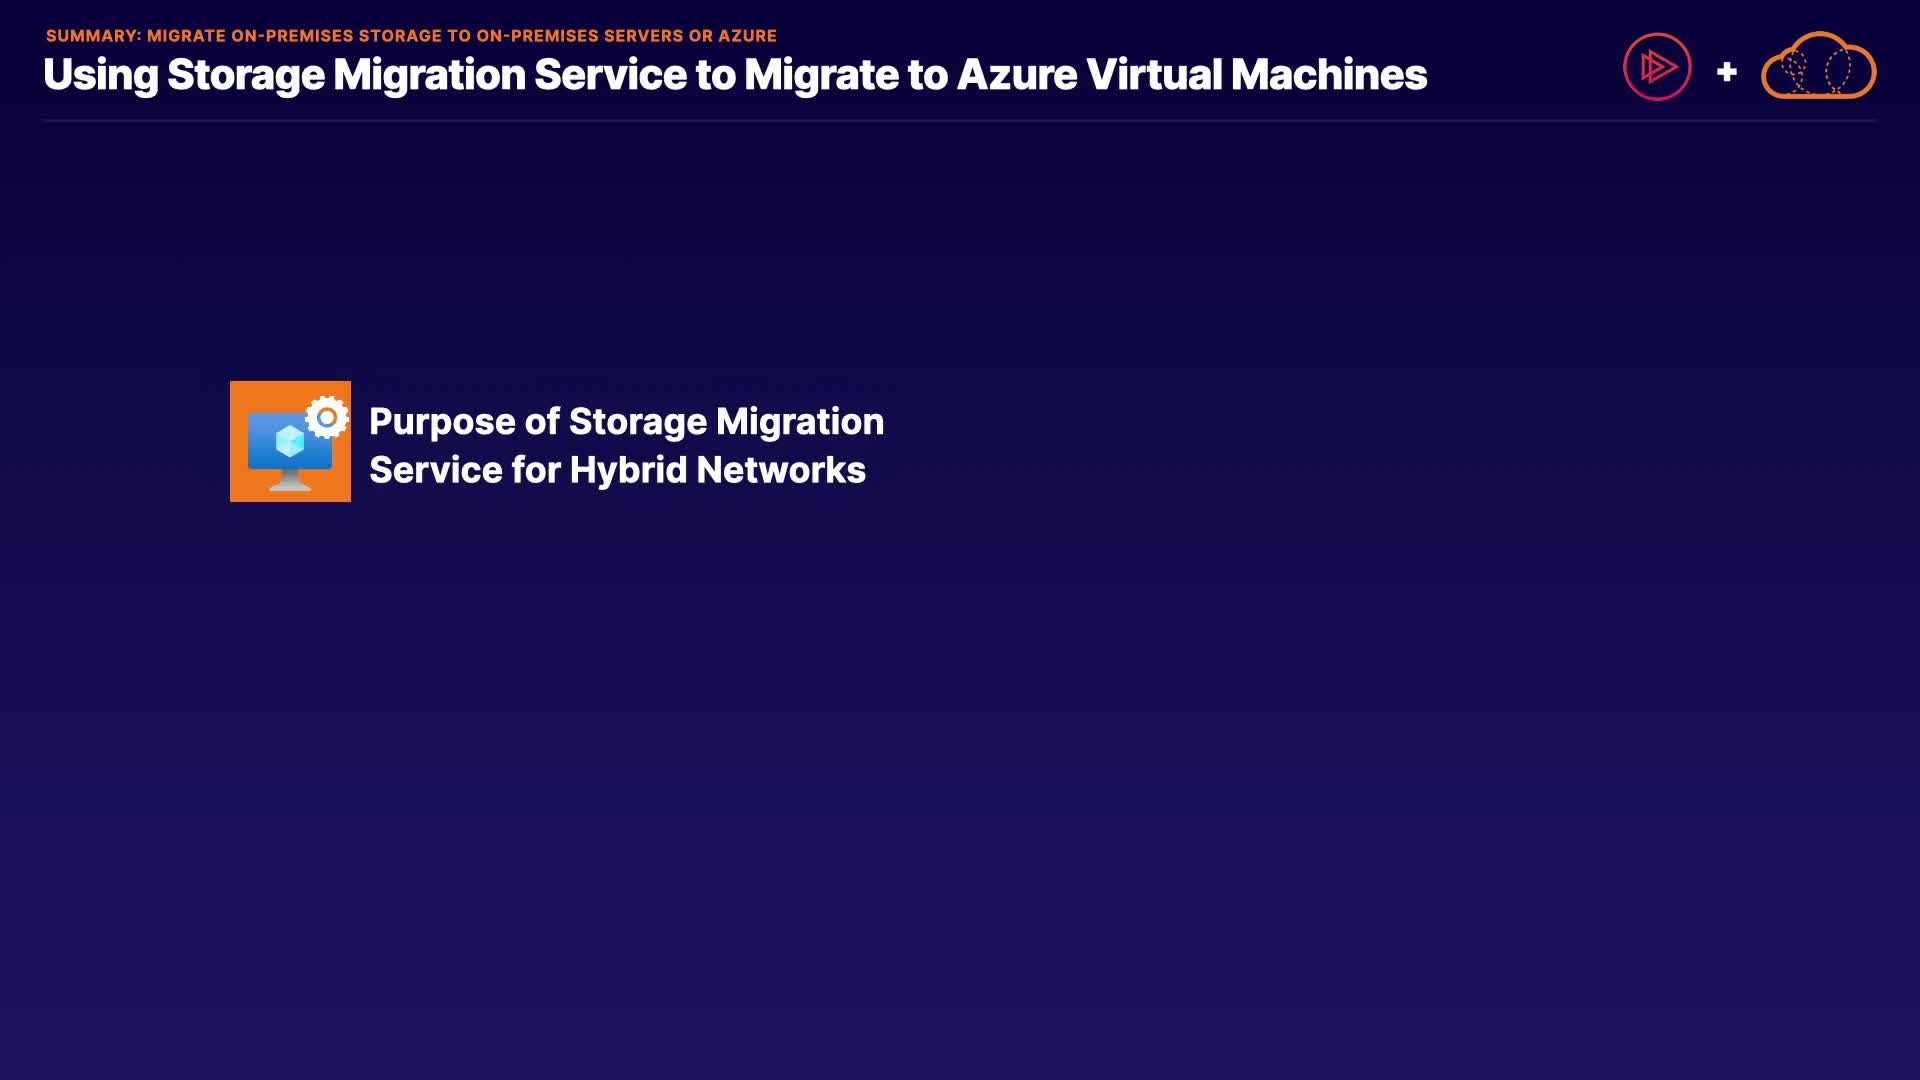 SUMMARY: MIGRATE ON-PREMISES STORAGE TO ON-PREMISES SERVERS OR AZURE
Using Storage Migration Service to Migrate to Azure Virtual Machines
+
Purpose of Storage Migration
Service for Hybrid Networks